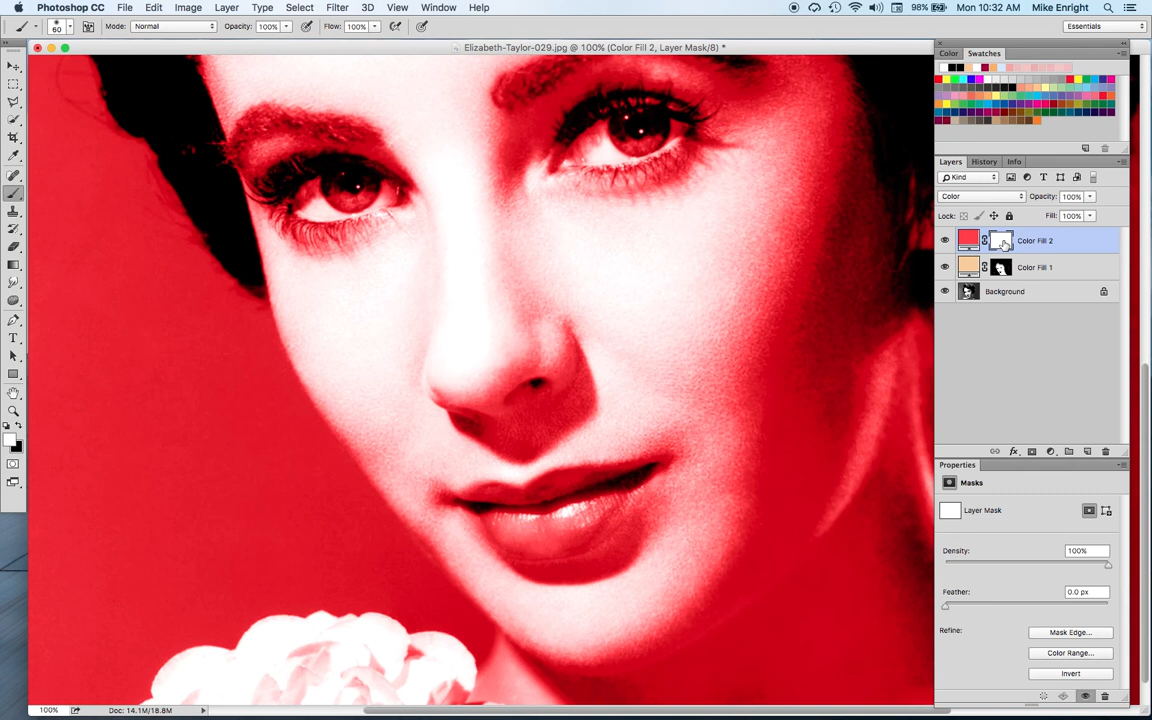 Photoshop CC File Edit Image Layer Type Select Filter 3D View Window Help 98% Mon 10:32 AM Mike Enright
60 Mode: Normal Opacity: 100% Flow: 100% Essentials
Elizabeth-Taylor-029.jpg @ 100% (Color Fill 2, Layer Mask/8) *
Color Swatches
Layers History Info
Kind
Color Opacity: 100%
Lock: Fill: 100%
Color Fill 2
Color Fill 1
Background
Properties
Masks
Layer Mask
Density: 100%
Feather: 0.0 px
Refine: Mask Edge...
Color Range...
Invert
100% Doc: 14.1M/18.8M